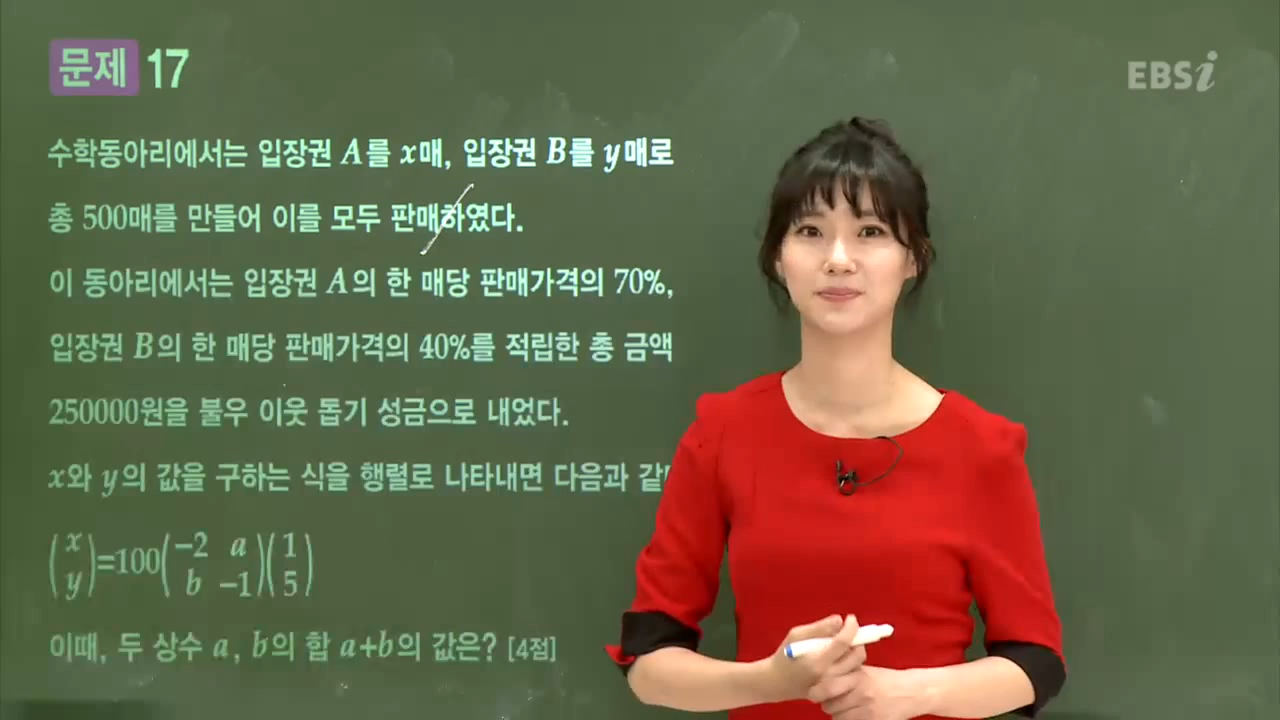 문제 17
EBSi
수학동아리에서는 입장권 A를 x매, 입장권 B를 y매로
총 500매를 만들어 이를 모두 판매하였다.
이 동아리에서는 입장권 A의 한 매당 판매가격의 70%,
입장권 B의 한 매당 판매가격의 40%를 적립한 총 금액
250000원을 불우 이웃 돕기 성금으로 내었다.
x와 y의 값을 구하는 식을 행렬로 나타내면 다음과
(x y)=100(−2 a b −1)(1 5)
이때, 두 상수 a, b의 합 a+b의 값은? [4점]